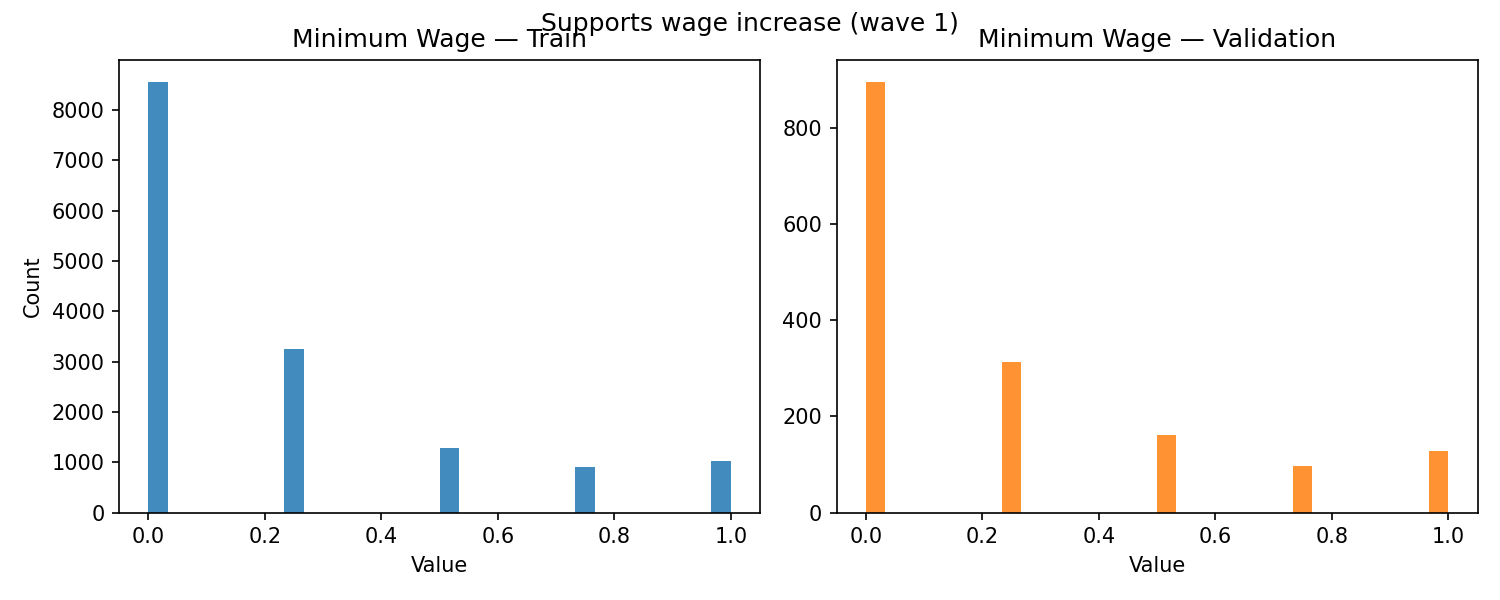 Supports wage increase (wave 1)
Minimum Wage — Train
Minimum Wage — Validation
Count
8000
7000
6000
5000
4000
3000
2000
1000
0
0.0 0.2 0.4 0.6 0.8 1.0
Value
800
600
400
200
0
0.0 0.2 0.4 0.6 0.8 1.0
Value